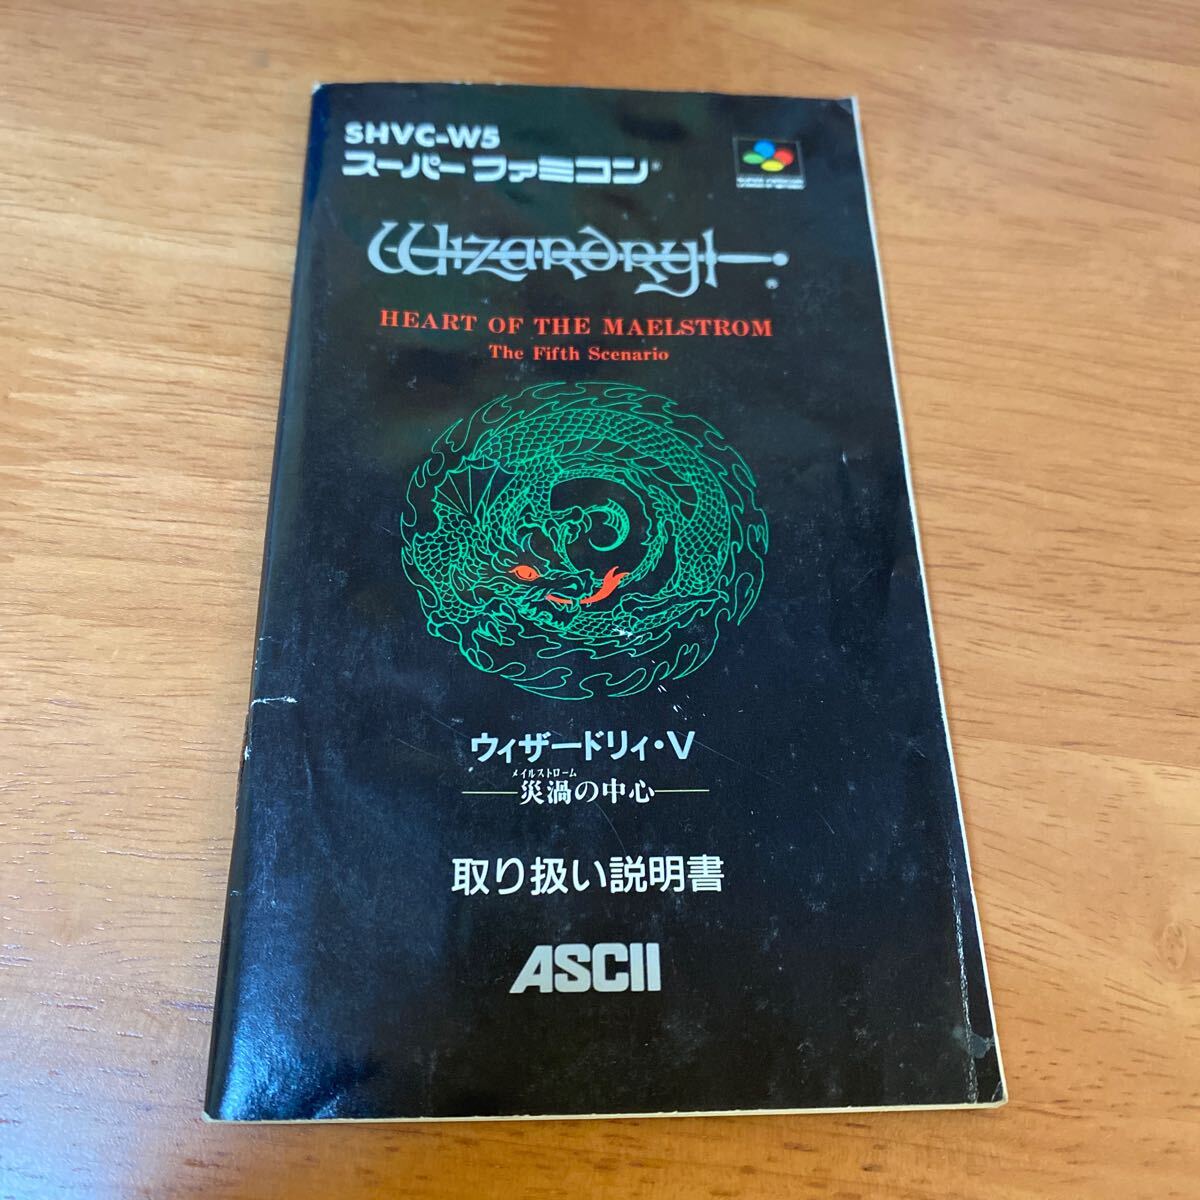 SHVC-W5
スーパーファミコン®
Wizardry®
HEART OF THE MAELSTROM
The Fifth Scenario
ウィザードリィ・V
メイルストローム
災渦の中心
取り扱い説明書
ASCII